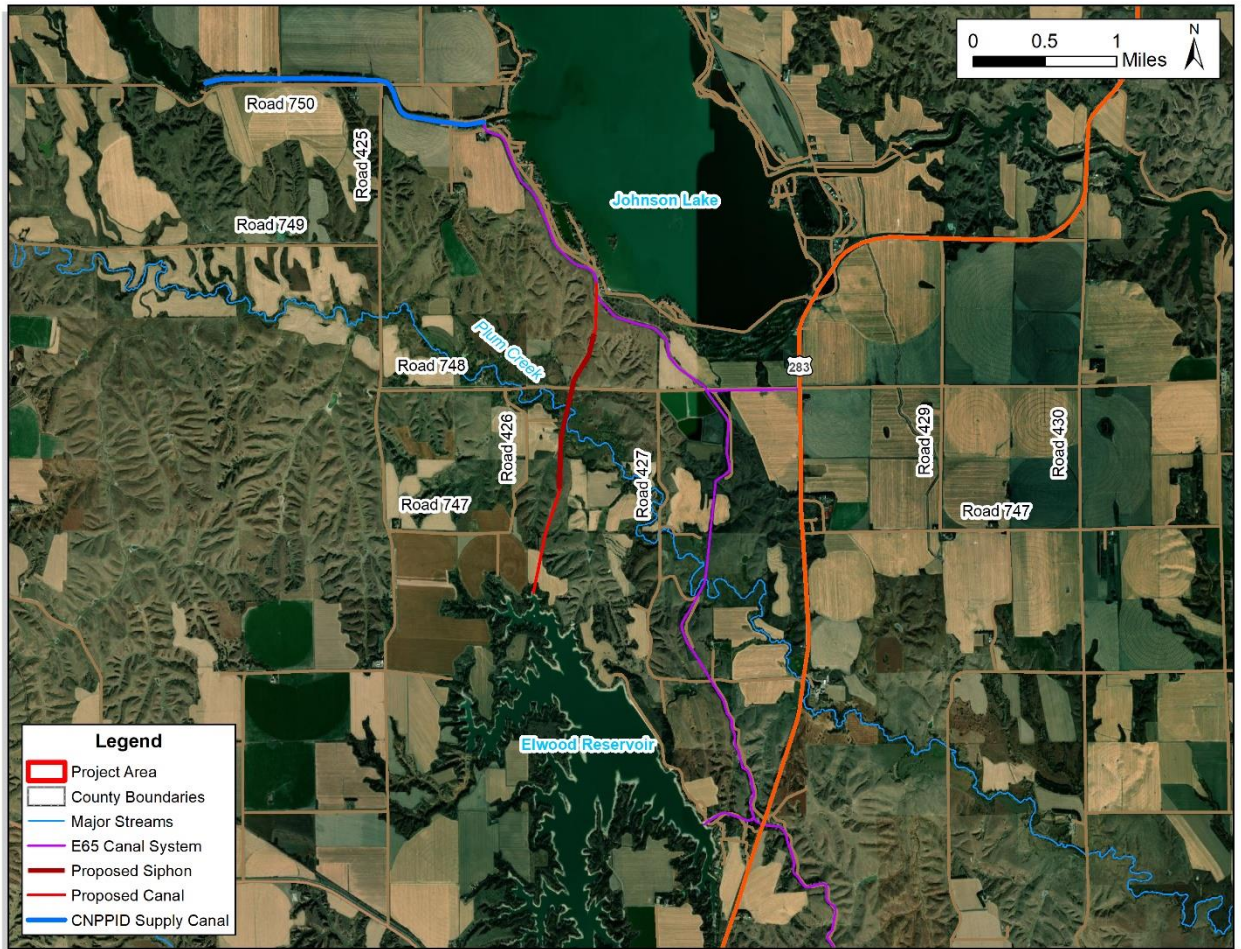 0 0.5 1
Miles
N
Road 750
Road 425
Road 749
Johnson Lake
Plum Creek
Road 748
283
Road 426
Road 427
Road 429
Road 430
Road 747
Road 747
Elwood Reservoir
Legend
Project Area
County Boundaries
Major Streams
E65 Canal System
Proposed Siphon
Proposed Canal
CNPPID Supply Canal